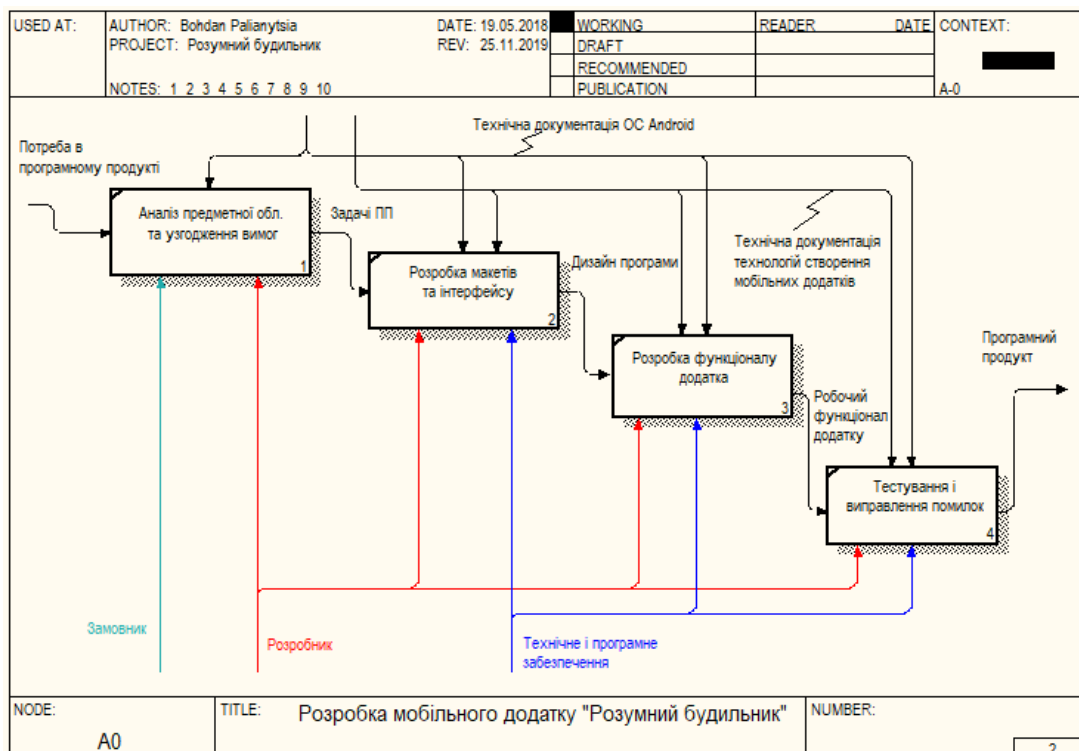 USED AT:
AUTHOR: Bohdan Palianytsia
DATE: 19.05.2018
PROJECT: Розумний будильник
REV: 25.11.2019
NOTES: 1 2 3 4 5 6 7 8 9 10
WORKING
DRAFT
RECOMMENDED
PUBLICATION
READER
DATE
CONTEXT:
A-0
Технічна документація ОС Android
Потреба в
програмному продукті
Аналіз предметної обл.
та узгодження вимог
1
Задачі ПП
Розробка макетів
та інтерфейсу
2
Дизайн програми
Технічна документація
технологій створення
мобільних додатків
Розробка функціоналу
додатка
3
Програмний
продукт
Робочий
функціонал
додатку
Тестування і
виправлення помилок
4
Замовник
Розробник
Технічне і програмне
забезпечення
NODE:
A0
TITLE:
Розробка мобільного додатку "Розумний будильник"
NUMBER:
2